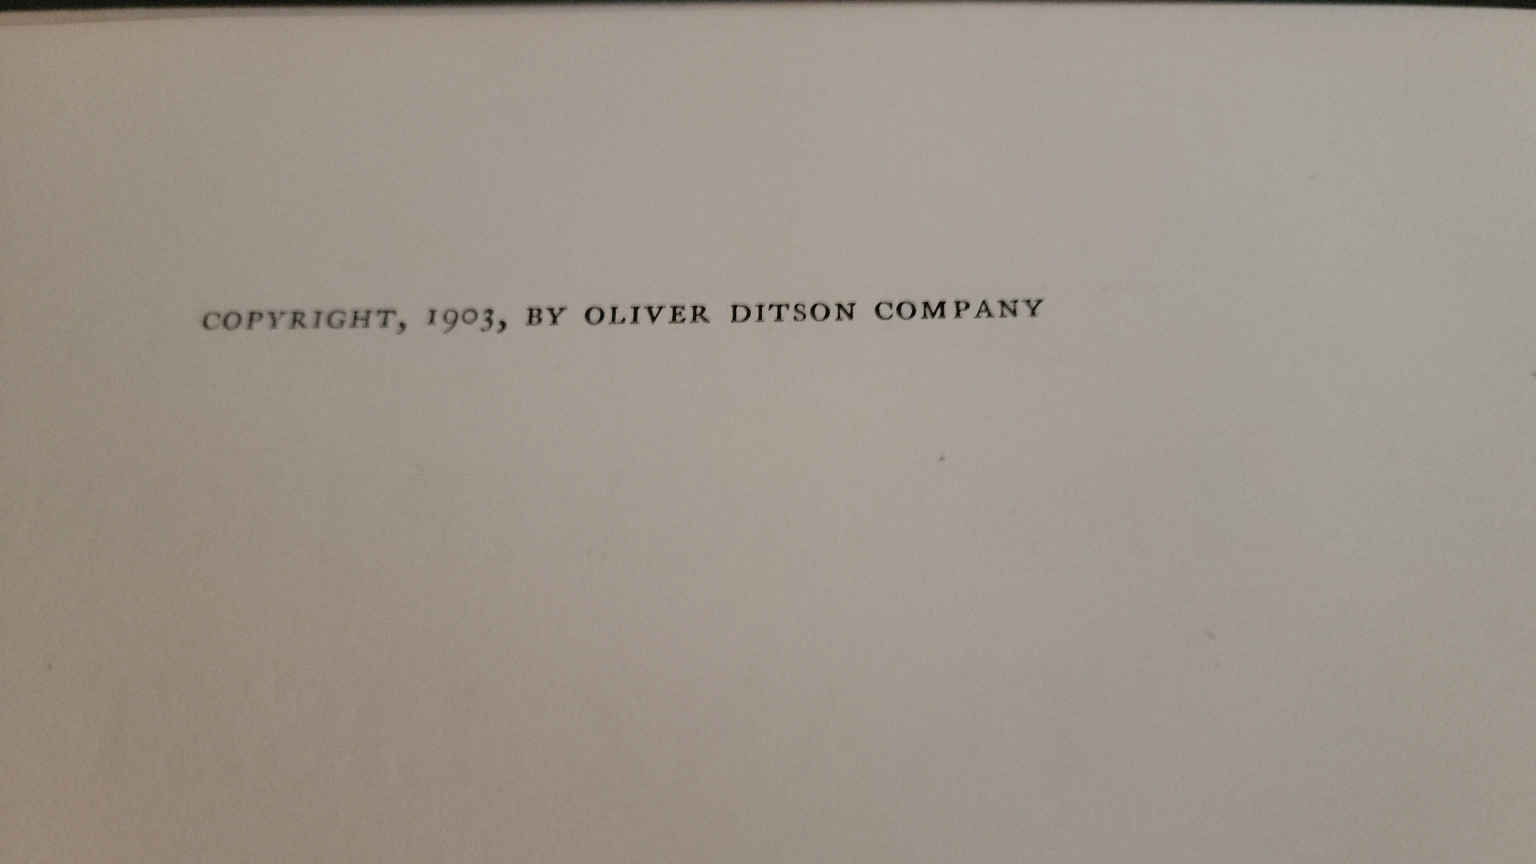 COPYRIGHT, 1903, BY OLIVER DITSON COMPANY